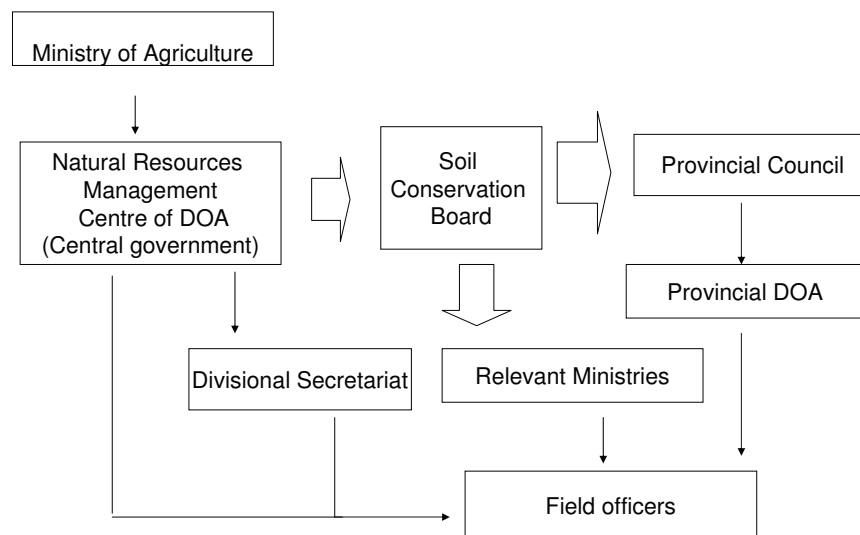 Ministry of Agriculture
Natural Resources
Management
Centre of DOA
(Central government)
Soil
Conservation
Board
Provincial Council
Provincial DOA
Divisional Secretariat
Relevant Ministries
Field officers